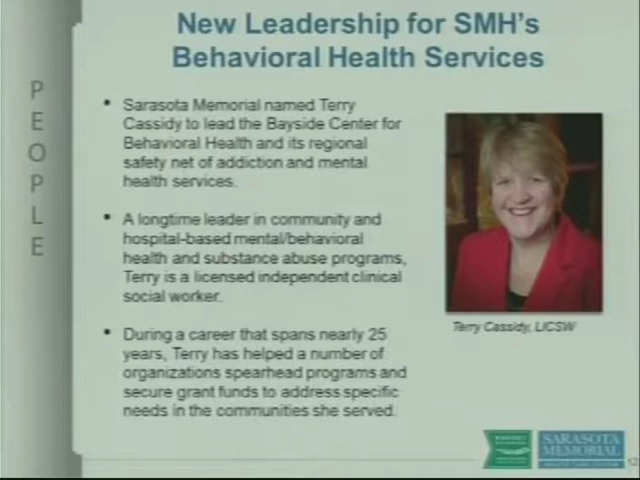 New Leadership for SMH's
Behavioral Health Services
PEOPLE
• Sarasota Memorial named Terry
Cassidy to lead the Bayside Center for
Behavioral Health and its regional
safety net of addiction and mental
health services.
• A longtime leader in community and
hospital-based mental/behavioral
health and substance abuse programs,
Terry is a licensed independent clinical
social worker.
• During a career that spans nearly 25
years, Terry has helped a number of
organizations spearhead programs and
secure grant funds to address specific
needs in the communities she served.
Terry Cassidy, LICSW
SARASOTA
MEMORIAL